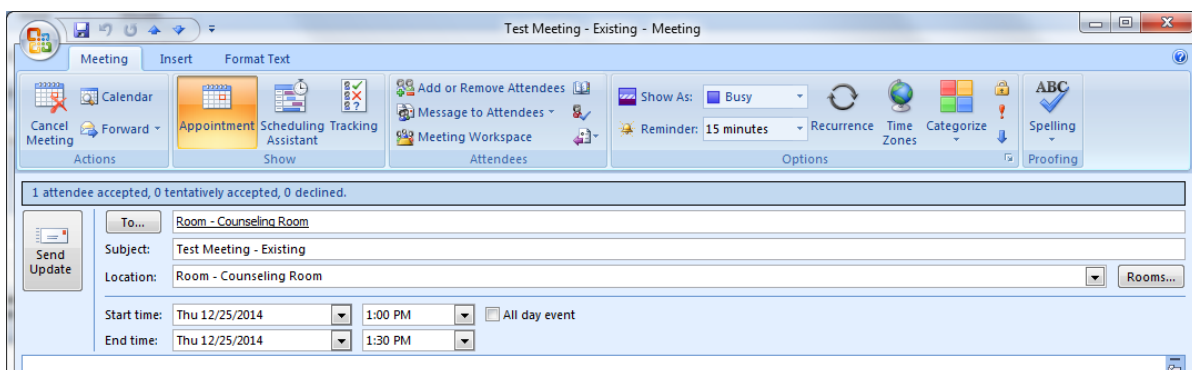 Test Meeting - Existing - Meeting
Meeting Insert Format Text
Cancel Meeting
Calendar
Forward
Actions
Appointment
Scheduling Assistant
Tracking
Show
Add or Remove Attendees
Message to Attendees
Meeting Workspace
Attendees
Show As: Busy
Reminder: 15 minutes
Recurrence
Time Zones
Categorize
Options
ABC
Spelling
Proofing
1 attendee accepted, 0 tentatively accepted, 0 declined.
Send Update
To... Room - Counseling Room
Subject: Test Meeting - Existing
Location: Room - Counseling Room Rooms...
Start time: Thu 12/25/2014 1:00 PM All day event
End time: Thu 12/25/2014 1:30 PM